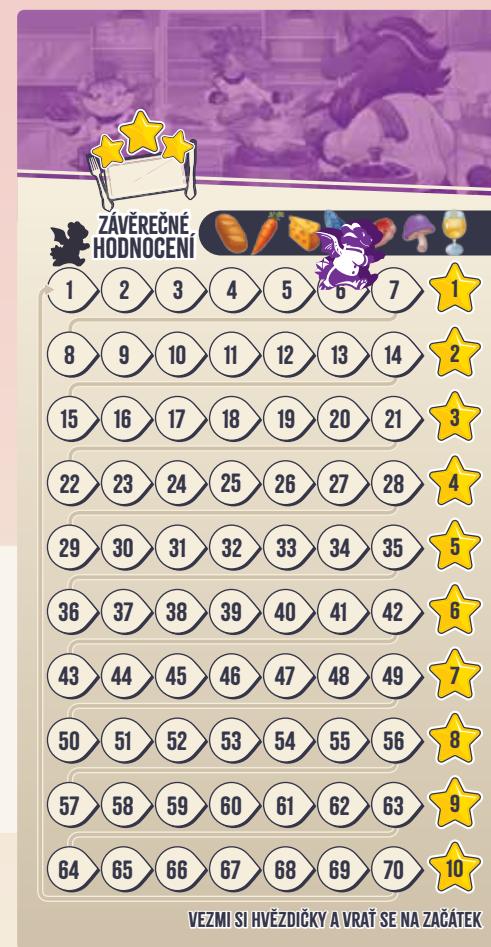 ZÁVĚREČNÉ
HODNOCENÍ
1 2 3 4 5 6 7 1
8 9 10 11 12 13 14 2
15 16 17 18 19 20 21 3
22 23 24 25 26 27 28 4
29 30 31 32 33 34 35 5
36 37 38 39 40 41 42 6
43 44 45 46 47 48 49 7
50 51 52 53 54 55 56 8
57 58 59 60 61 62 63 9
64 65 66 67 68 69 70 10
VEZMI SI HVĚZDIČKY A VRAŤ SE NA ZAČÁTEK